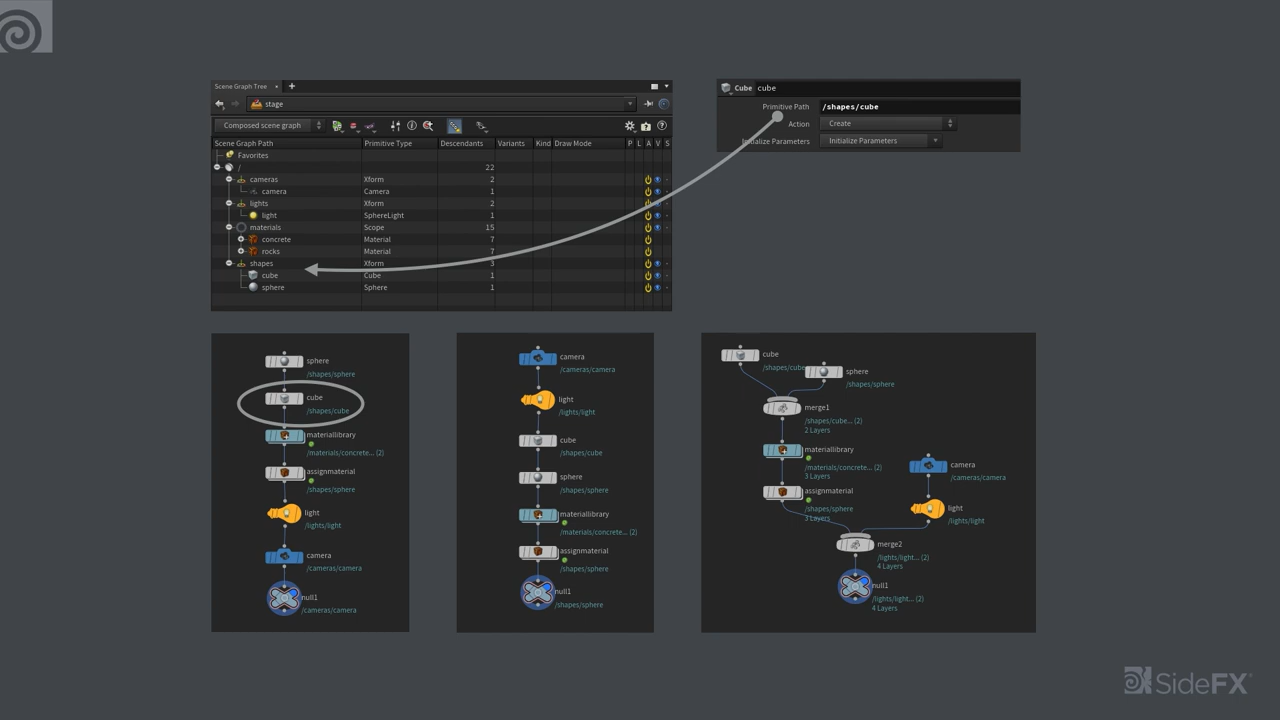 Scene Graph Tree
stage
Composed scene graph
Scene Graph Path Primitive Type Descendants Variants Kind Draw Mode P L A V S
Favorites
/ 22
cameras Xform 2
camera Camera 1
lights Xform 2
light SphereLight 1
materials Scope 15
concrete Material 7
rocks Material 7
shapes Xform 3
cube Cube 1
sphere Sphere 1
Cube cube
Primitive Path /shapes/cube
Action Create
Initialize Parameters Initialize Parameters
sphere
/shapes/sphere
cube
/shapes/cube
materiallibrary
/materials/concrete... (2)
assignmaterial
/shapes/sphere
light
/lights/light
camera
/cameras/camera
null1
/cameras/camera
camera
/cameras/camera
light
/lights/light
cube
/shapes/cube
sphere
/shapes/sphere
materiallibrary
/materials/concrete... (2)
assignmaterial
/shapes/sphere
null1
/shapes/sphere
cube
/shapes/cube
sphere
/shapes/sphere
merge1
/shapes/cube... (2)
2 Layers
materiallibrary
/materials/concrete... (2)
3 Layers
assignmaterial
/shapes/sphere
3 Layers
camera
/cameras/camera
light
/lights/light
merge2
/lights/light... (2)
4 Layers
null1
/lights/light... (2)
4 Layers
SideFX